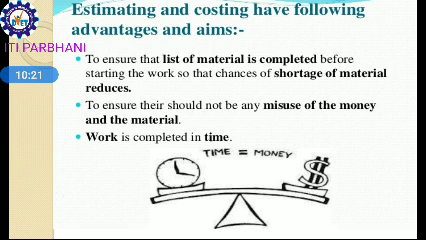 Estimating and costing have following
advantages and aims:-
ITI PARBHANI
10:21
To ensure that list of material is completed before
starting the work so that chances of shortage of material
reduces.
To ensure their should not be any misuse of the money
and the material.
Work is completed in time.
TIME = MONEY
$